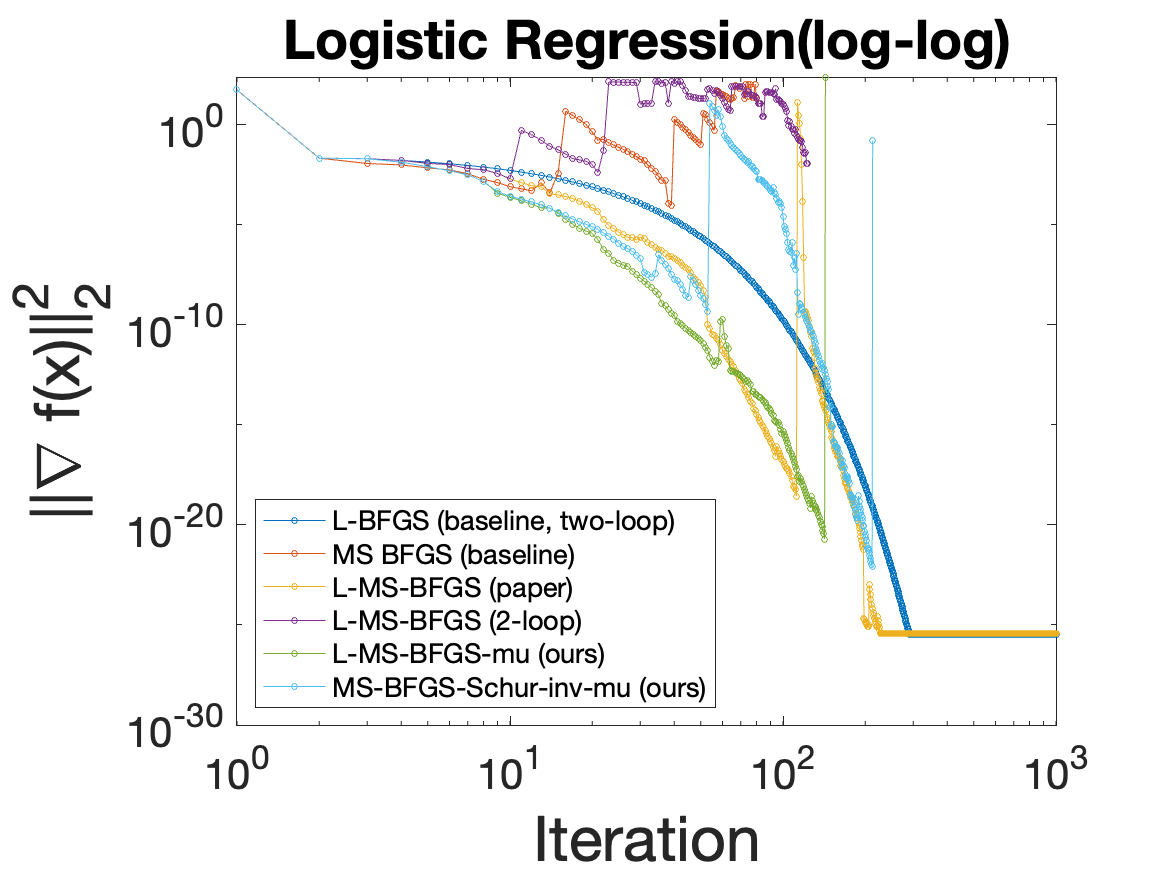 Logistic Regression(log-log)
||∇ f(x)||₂²
10⁰
10⁻¹⁰
10⁻²⁰
10⁻³⁰
L-BFGS (baseline, two-loop)
MS BFGS (baseline)
L-MS-BFGS (paper)
L-MS-BFGS (2-loop)
L-MS-BFGS-mu (ours)
MS-BFGS-Schur-inv-mu (ours)
10⁰ 10¹ 10² 10³
Iteration